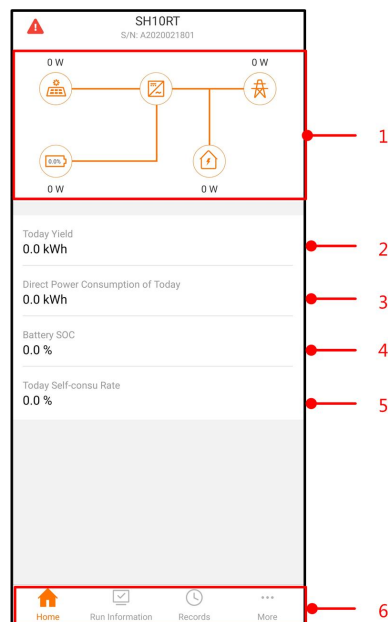 SH10RT
S/N: A2020021801
0 W
0 W
0.0%
0 W
0 W
1
Today Yield
0.0 kWh
2
Direct Power Consumption of Today
0.0 kWh
3
Battery SOC
0.0 %
4
Today Self-consu Rate
0.0 %
5
Home
Run Information
Records
More
6